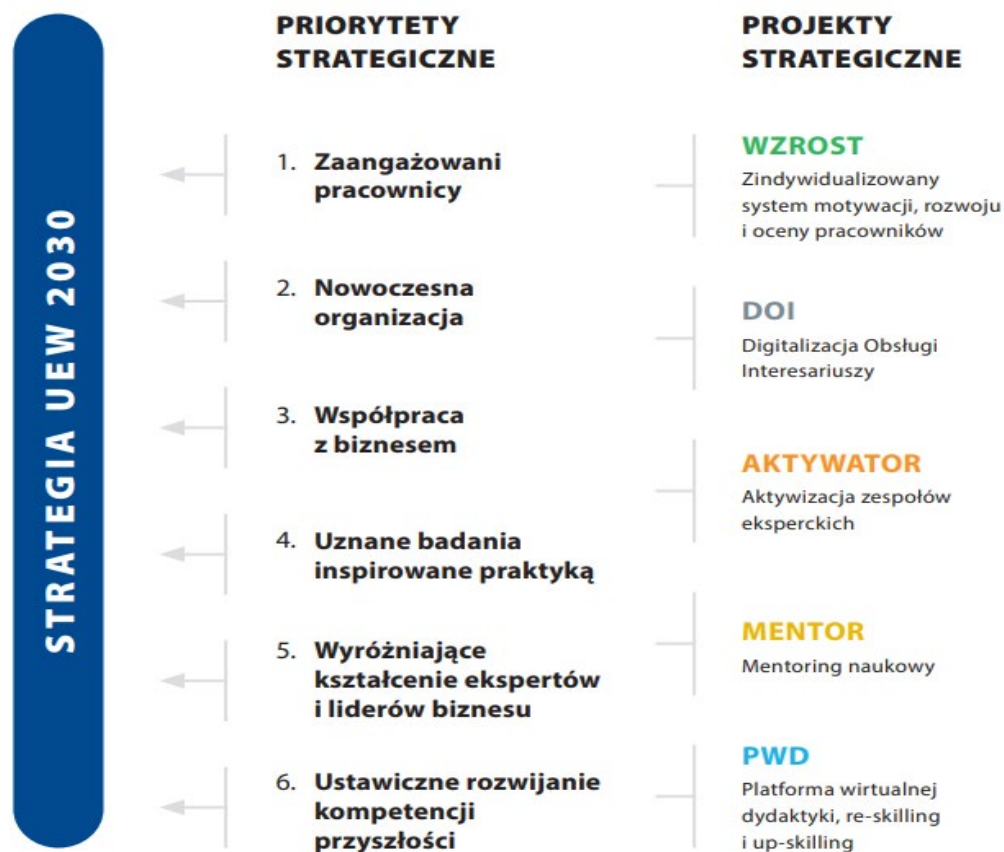 STRATEGIA UEW 2030
PRIORYTETY
STRATEGICZNE
1. Zaangażowani
pracownicy
2. Nowoczesna
organizacja
3. Współpraca
z biznesem
4. Uznane badania
inspirowane praktyką
5. Wyróżniające
kształcenie ekspertów
i liderów biznesu
6. Ustawiczne rozwijanie
kompetencji
przyszłości
PROJEKTY
STRATEGICZNE
WZROST
Zindywidualizowany
system motywacji, rozwoju
i oceny pracowników
DOI
Digitalizacja Obsługi
Interesariuszy
AKTYWATOR
Aktywizacja zespołów
eksperckich
MENTOR
Mentoring naukowy
PWD
Platforma wirtualnej
dydaktyki, re-skilling
i up-skilling